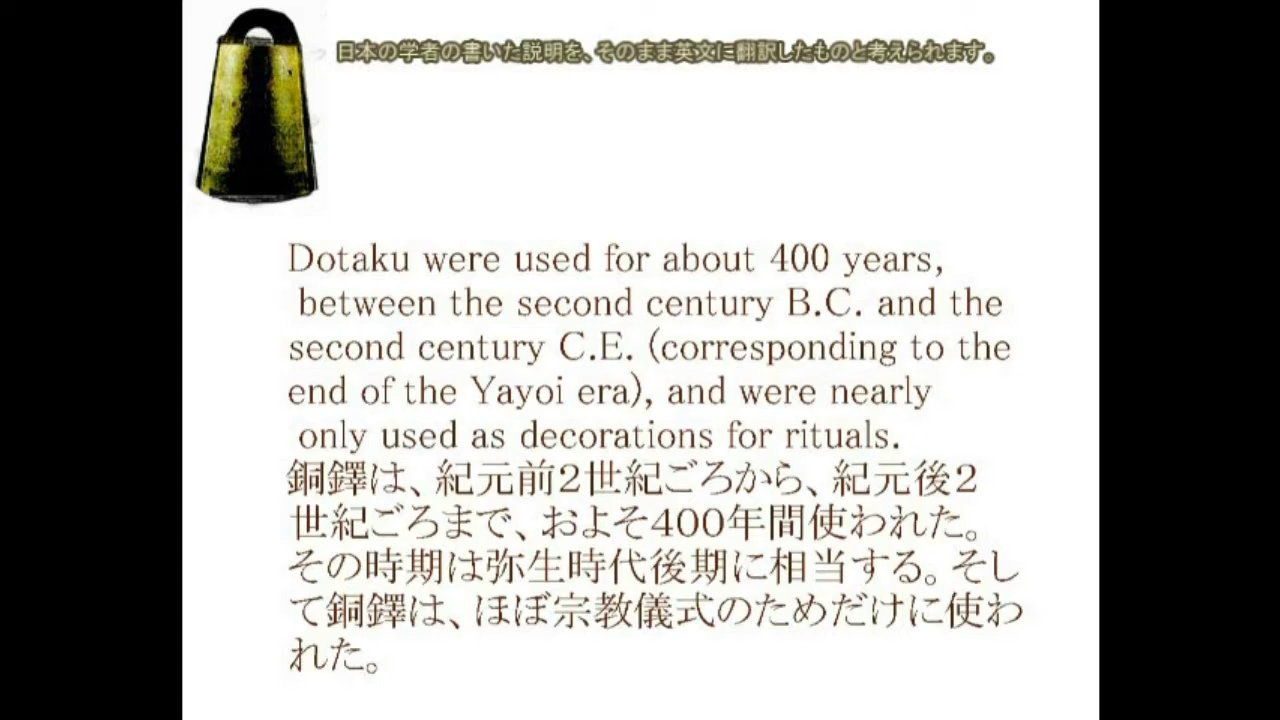 日本の学者の書いた説明を、そのまま英文に翻訳したものと考えられます。
Dotaku were used for about 400 years,
between the second century B.C. and the
second century C.E. (corresponding to the
end of the Yayoi era), and were nearly
only used as decorations for rituals.
銅鐸は、紀元前2世紀ごろから、紀元後2
世紀ごろまで、およそ400年間使われた。
その時期は弥生時代後期に相当する。そし
て銅鐸は、ほぼ宗教儀式のためだけに使わ
れた。